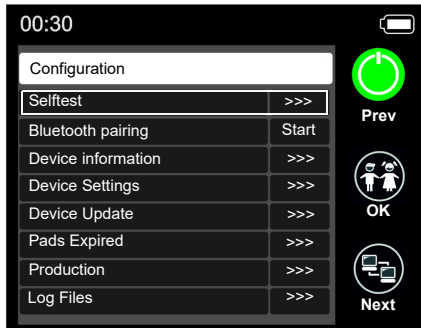 00:30
Configuration
Selftest >>>
Bluetooth pairing Start
Device information >>>
Device Settings >>>
Device Update >>>
Pads Expired >>>
Production >>>
Log Files >>>
Prev
OK
Next